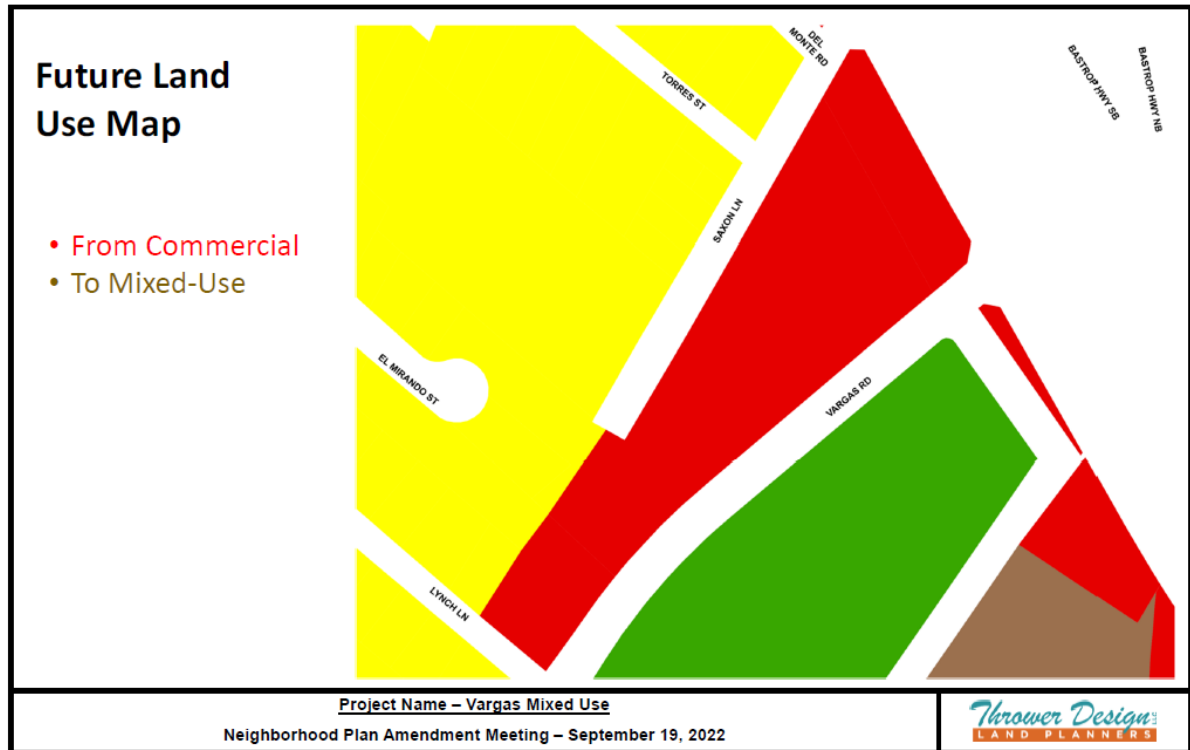 Future Land
Use Map
• From Commercial
• To Mixed-Use
DEL
MONTE RD
BASTROP HWY SB
BASTROP HWY NB
TORRES ST
SAXON LN
EL MIRANDO ST
VARGAS RD
LYNCH LN
Project Name – Vargas Mixed Use
Neighborhood Plan Amendment Meeting – September 19, 2022
Thrower Design LLC
LAND PLANNERS